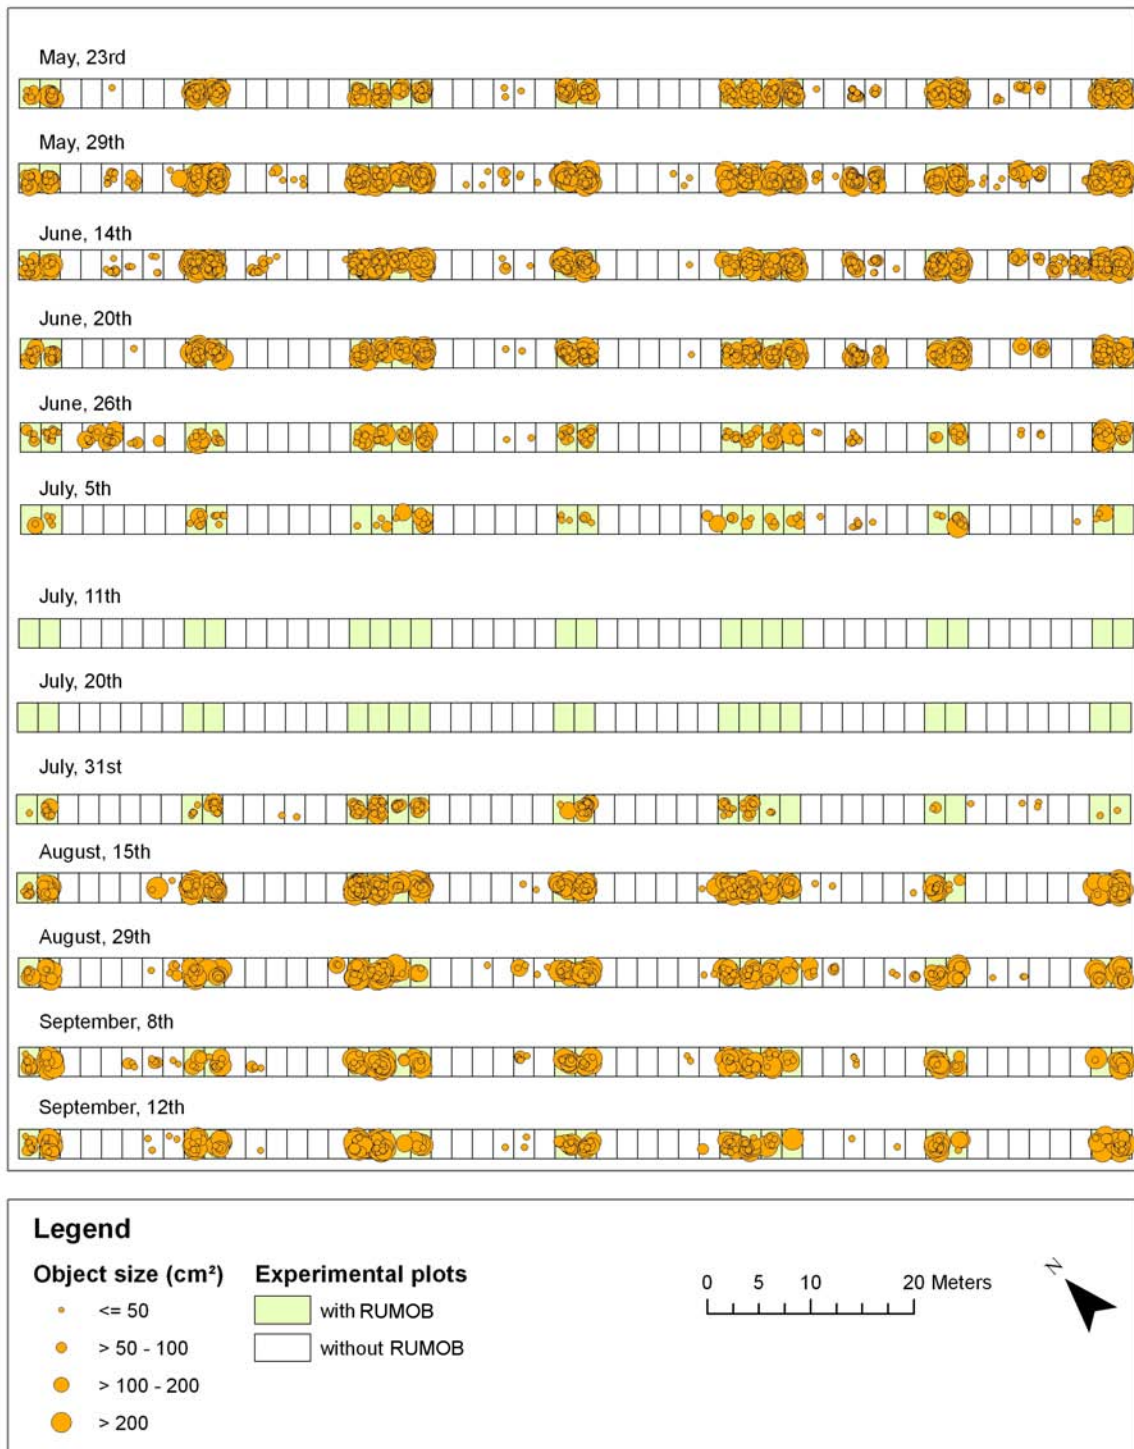 May, 23rd
May, 29th
June, 14th
June, 20th
June, 26th
July, 5th
July, 11th
July, 20th
July, 31st
August, 15th
August, 29th
September, 8th
September, 12th
Legend
Object size (cm²) Experimental plots
<= 50 with RUMOB
> 50 - 100 without RUMOB
> 100 - 200
> 200
0 5 10 20 Meters
N